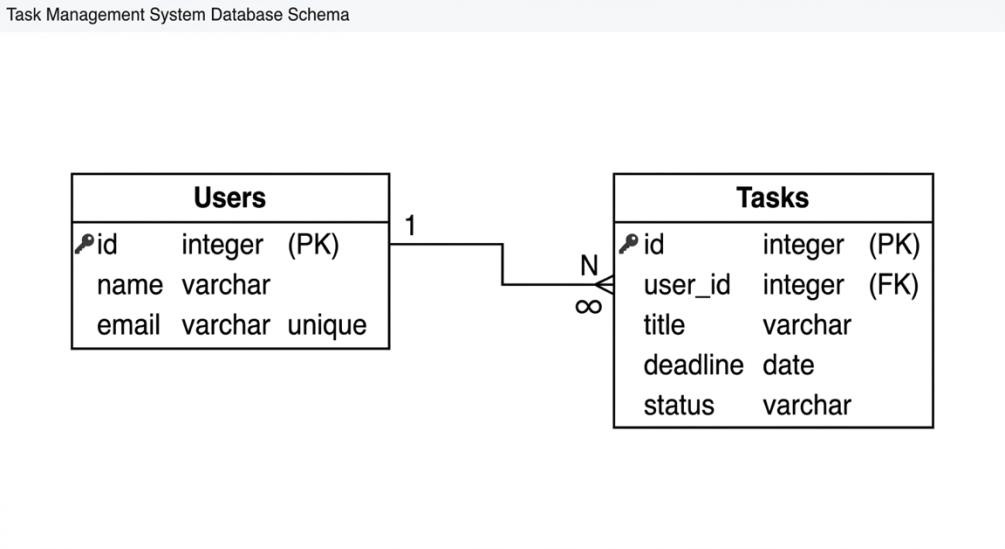 Task Management System Database Schema
Users
id integer (PK)
name varchar
email varchar unique
1
N
∞
Tasks
id integer (PK)
user_id integer (FK)
title varchar
deadline date
status varchar